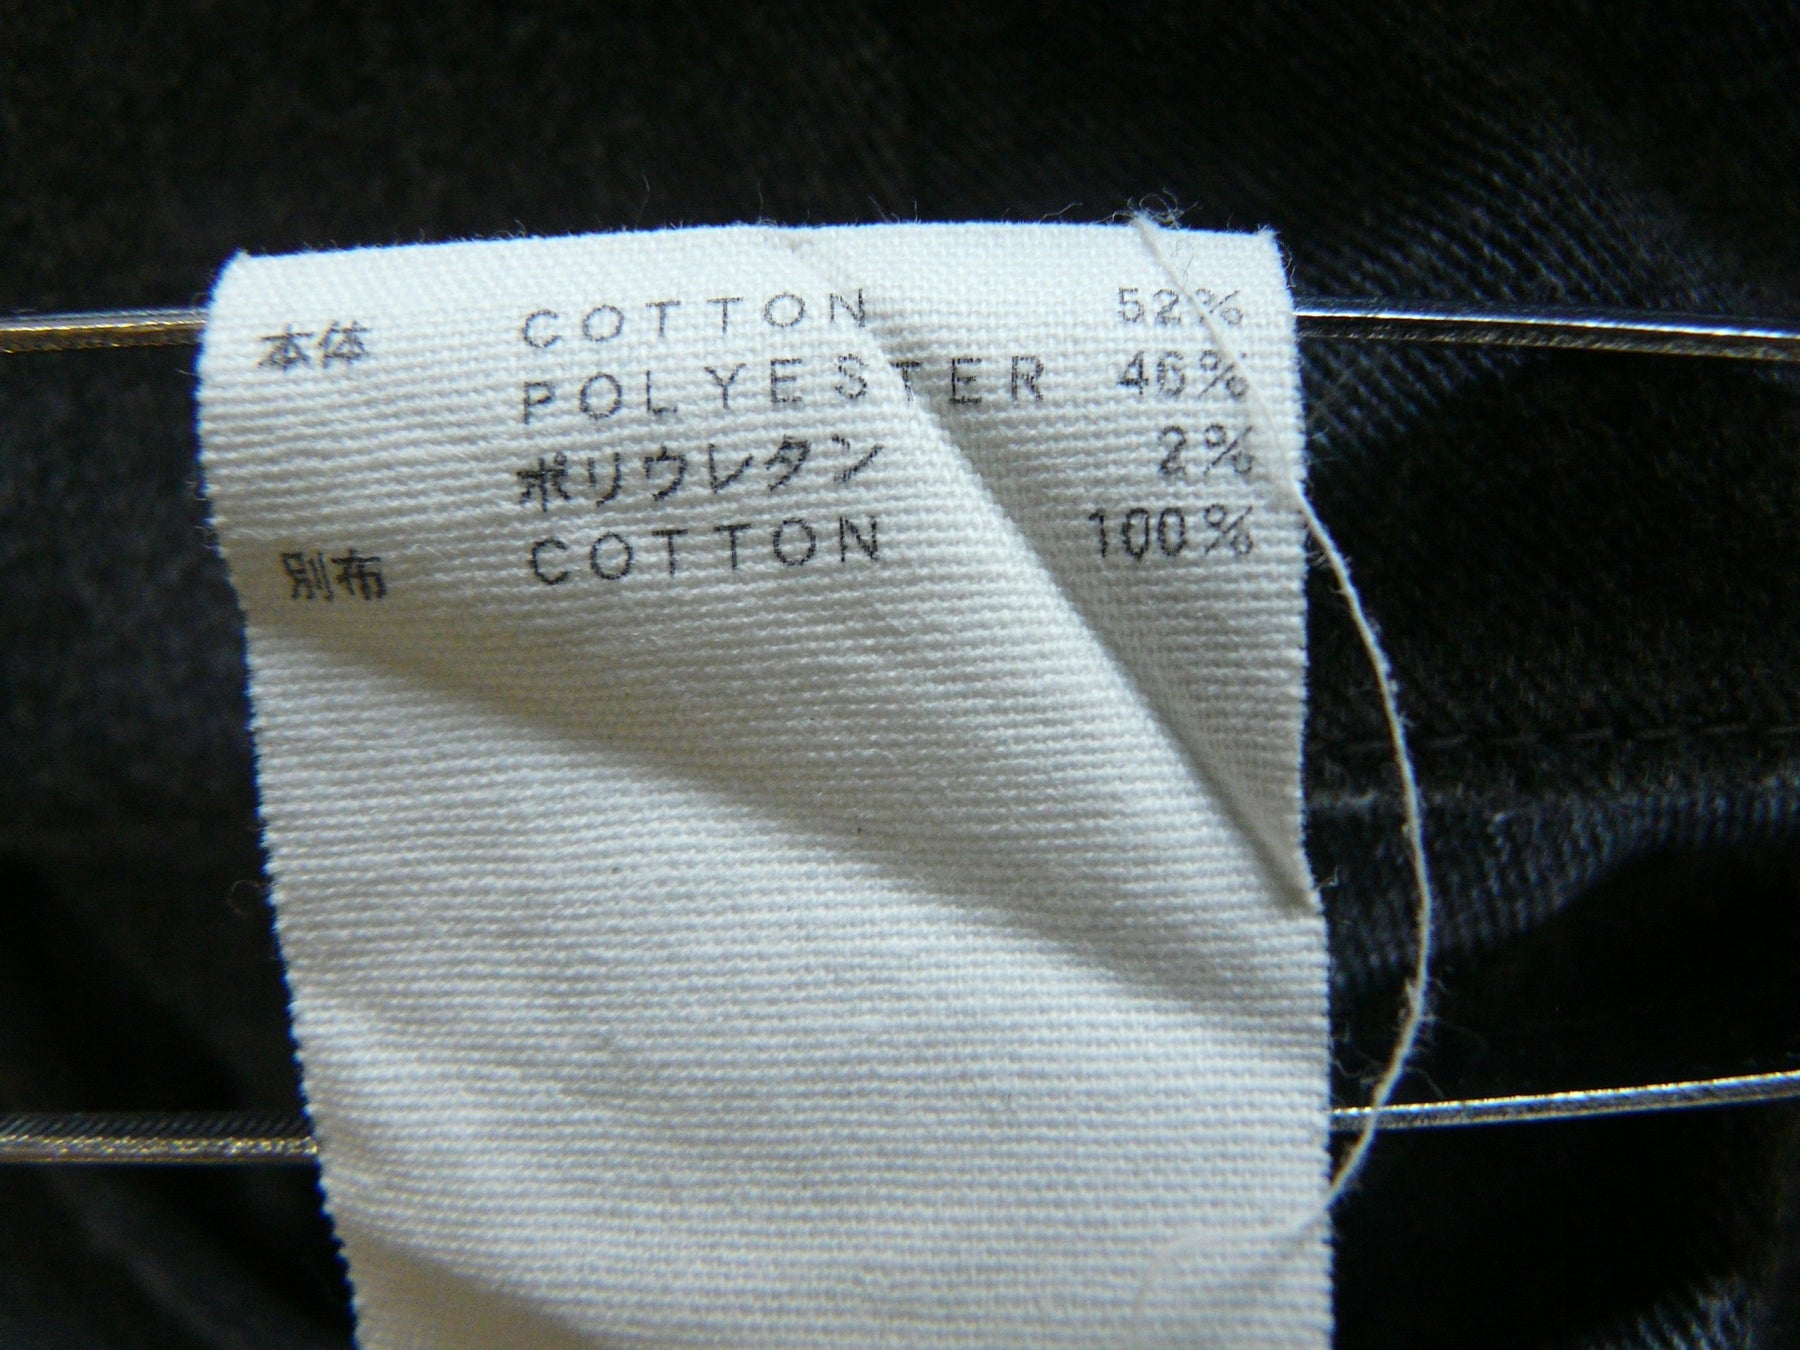 本体 COTTON 52%
POLYESTER 46%
ポリウレタン 2%
別布 COTTON 100%